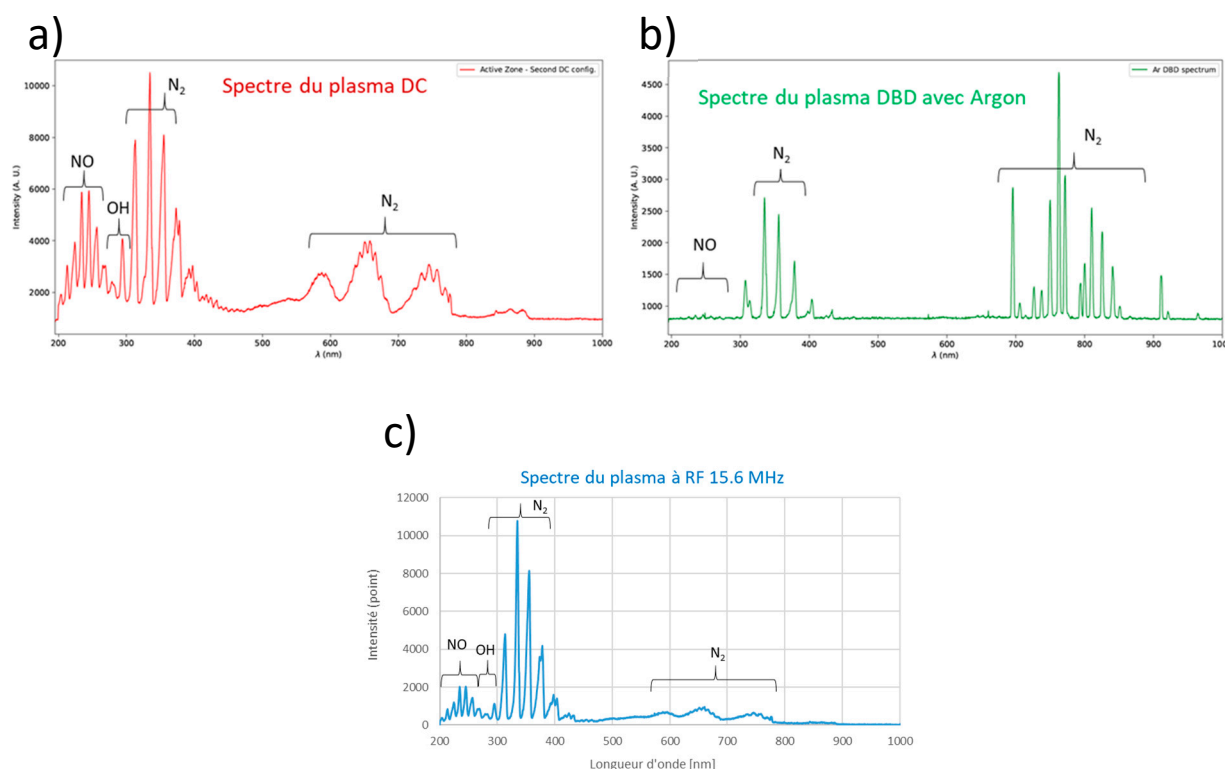 a)
Spectre du plasma DC
Active Zone - Second DC config.
N₂
NO
OH
N₂
Intensity (A. U.)
10000
8000
6000
4000
2000
200 300 400 500 600 700 800 900 1000
λ (nm)
b)
Spectre du plasma DBD avec Argon
Ar DBD spectrum
N₂
N₂
NO
Intensity (A. U.)
4500
4000
3500
3000
2500
2000
1500
1000
200 300 400 500 600 700 800 900 100
λ (nm)
c)
Spectre du plasma à RF 15.6 MHz
N₂
NO
OH
N₂
Intensité (point)
12000
10000
8000
6000
4000
2000
0
200 300 400 500 600 700 800 900 1000
Longueur d'onde [nm]